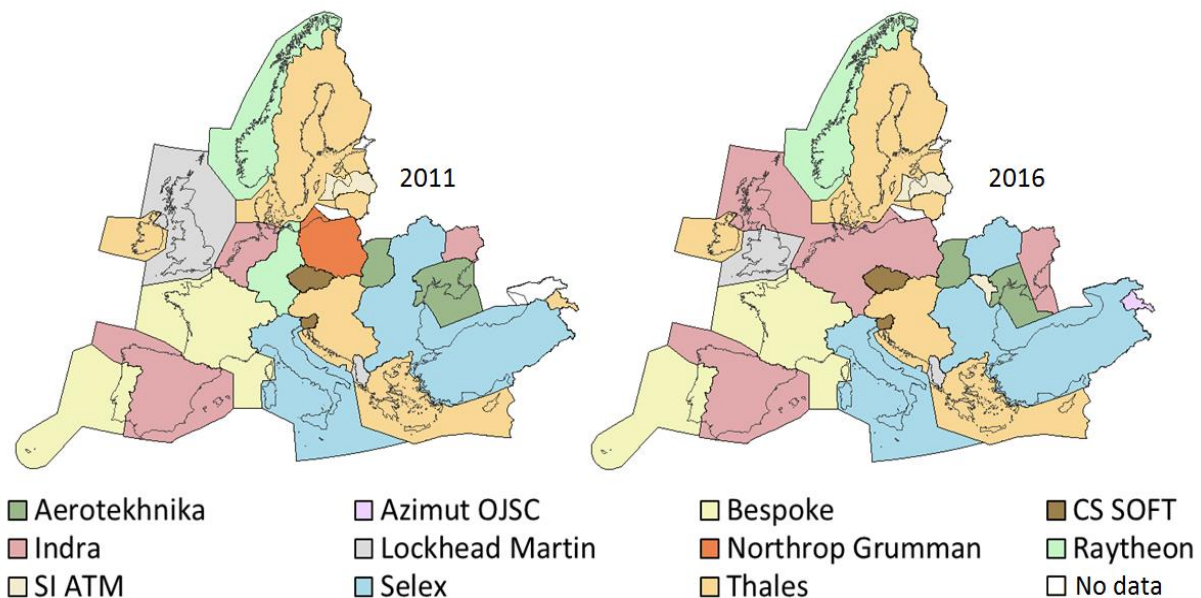 2011
2016
Aerotekhnika Azimut OJSC Bespoke CS SOFT
Indra Lockhead Martin Northrop Grumman Raytheon
SI ATM Selex Thales No data